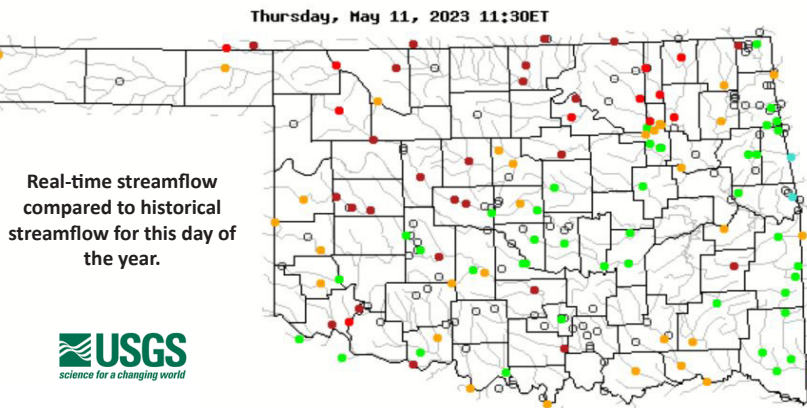 Thursday, May 11, 2023 11:30ET
Real-time streamflow
compared to historical
streamflow for this day of
the year.
USGS
science for a changing world